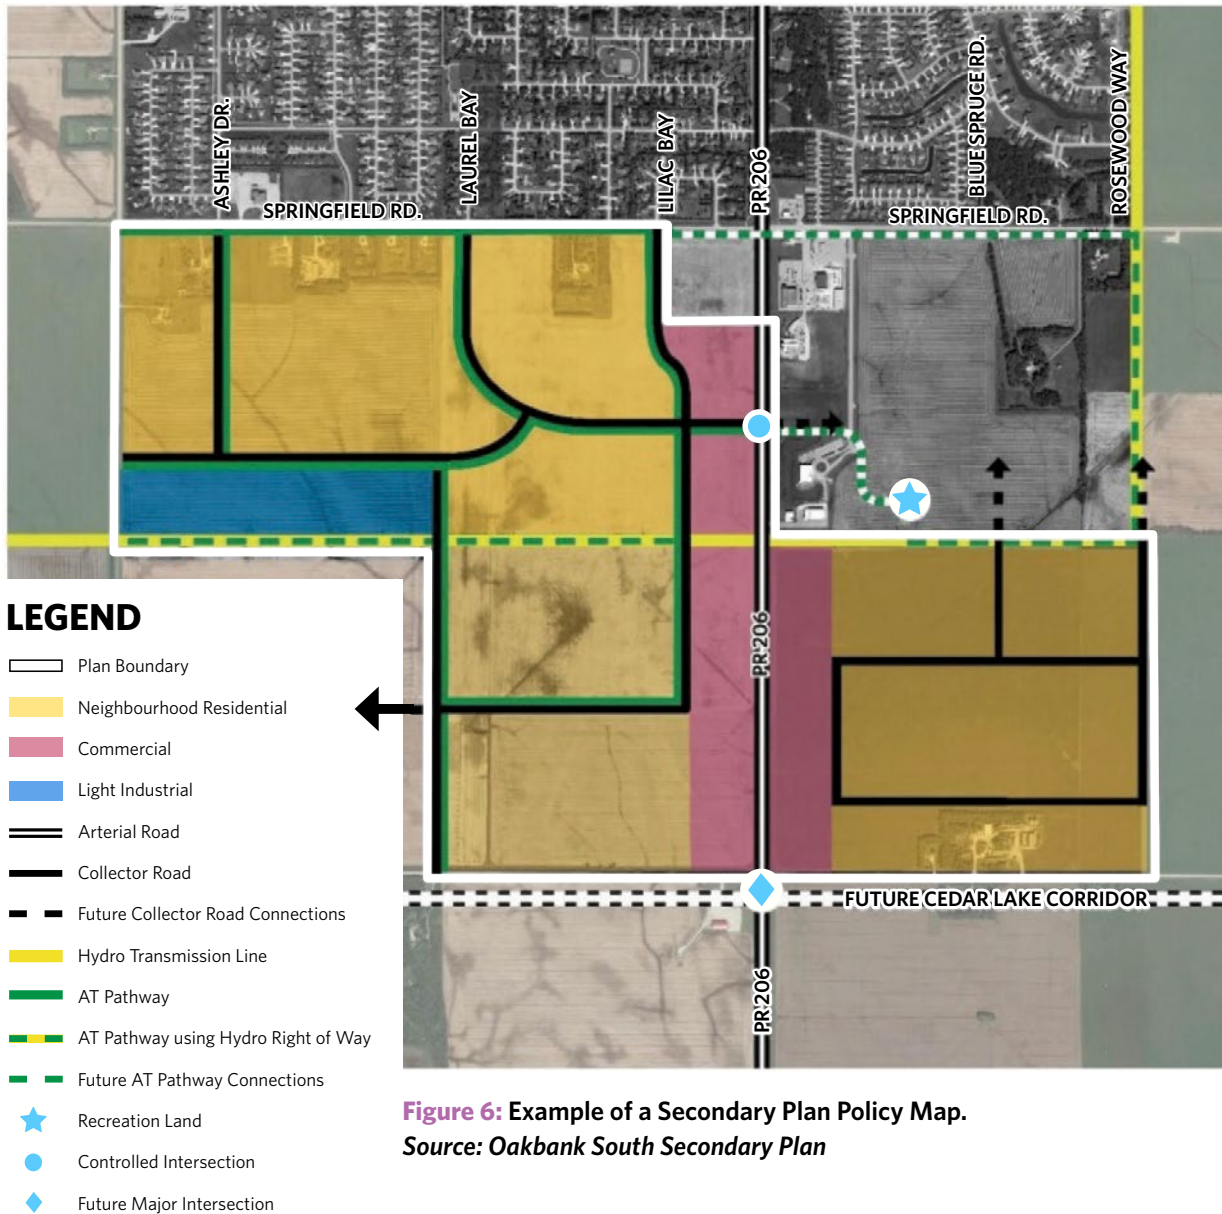 ASHLEY DR.
LAUREL BAY
LILAC BAY
PR 206
BLUE SPRUCE RD.
ROSEWOOD WAY
SPRINGFIELD RD.
SPRINGFIELD RD.
PR 206
FUTURE CEDAR LAKE CORRIDOR
PR 206
LEGEND
Plan Boundary
Neighbourhood Residential
Commercial
Light Industrial
Arterial Road
Collector Road
Future Collector Road Connections
Hydro Transmission Line
AT Pathway
AT Pathway using Hydro Right of Way
Future AT Pathway Connections
Recreation Land
Controlled Intersection
Future Major Intersection
Figure 6: Example of a Secondary Plan Policy Map.
Source: Oakbank South Secondary Plan